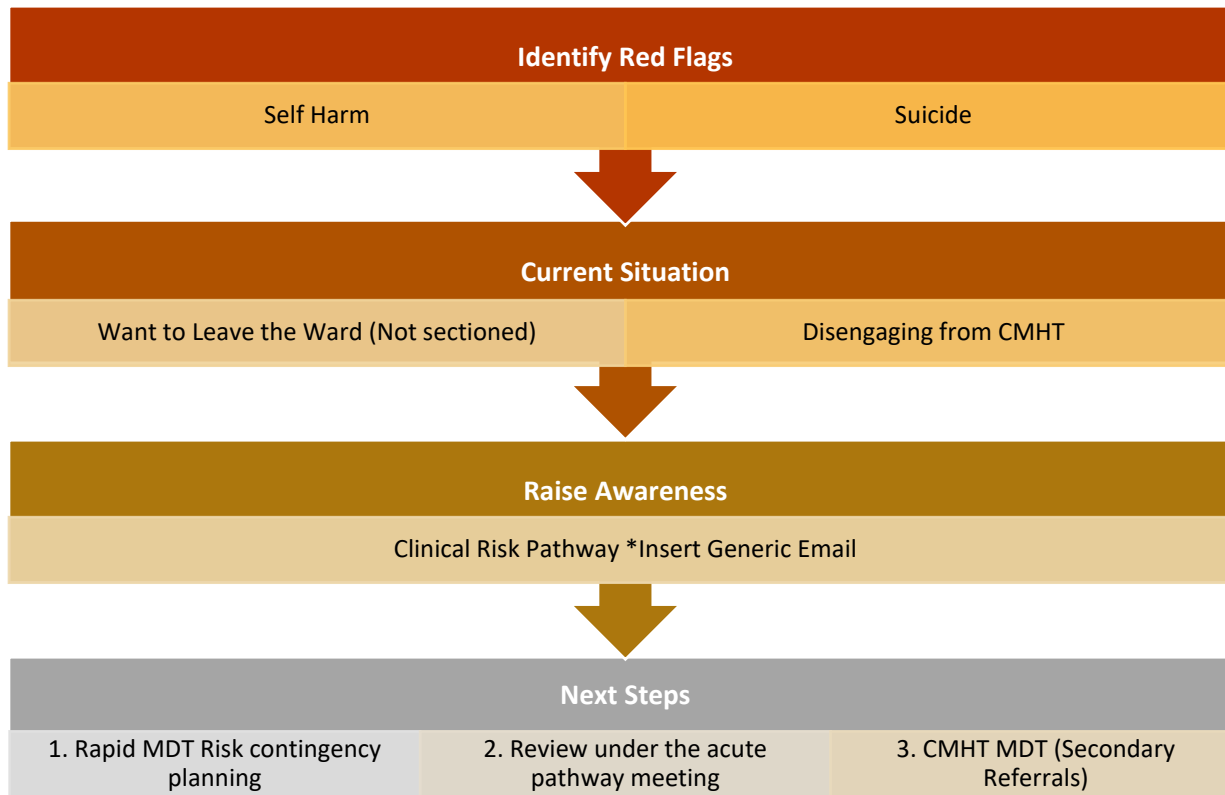 Identify Red Flags
Self Harm
Suicide
Current Situation
Want to Leave the Ward (Not sectioned)
Disengaging from CMHT
Raise Awareness
Clinical Risk Pathway *Insert Generic Email
Next Steps
1. Rapid MDT Risk contingency
planning
2. Review under the acute
pathway meeting
3. CMHT MDT (Secondary
Referrals)